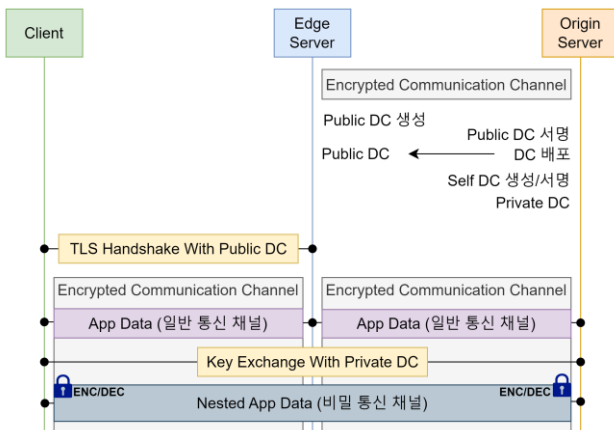 Client
Edge
Server
Origin
Server
Encrypted Communication Channel
Public DC 생성
Public DC 서명
Public DC
DC 배포
Self DC 생성/서명
Private DC
TLS Handshake With Public DC
Encrypted Communication Channel
Encrypted Communication Channel
App Data (일반 통신 채널)
App Data (일반 통신 채널)
Key Exchange With Private DC
ENC/DEC
ENC/DEC
Nested App Data (비밀 통신 채널)